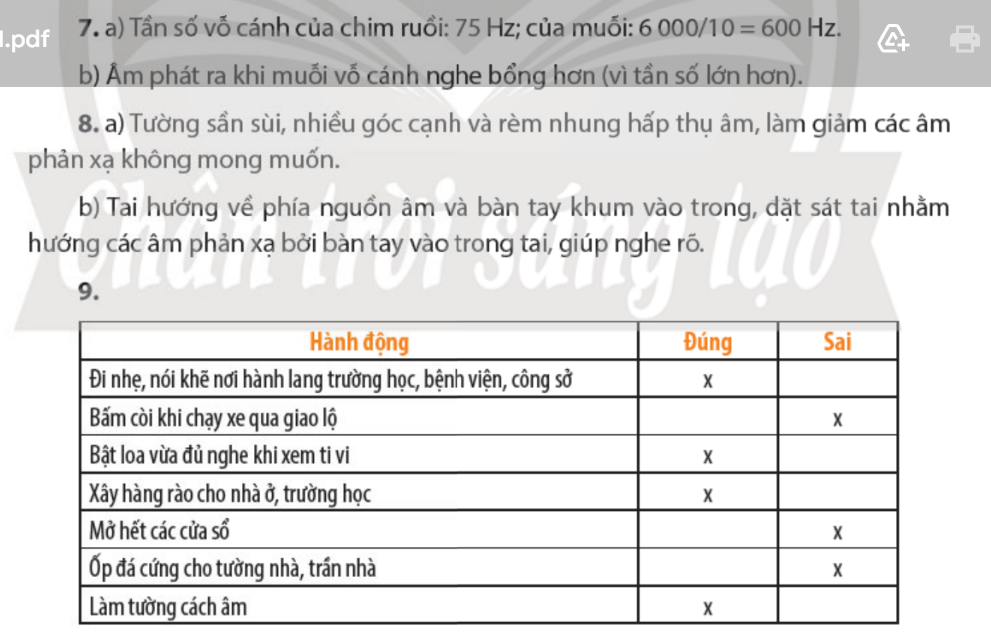 l.pdf
7. a) Tần số vỗ cánh của chim ruồi: 75 Hz; của muỗi: 6 000/10 = 600 Hz.
b) Âm phát ra khi muỗi vỗ cánh nghe bổng hơn (vì tần số lớn hơn).
8. a) Tường sần sùi, nhiều góc cạnh và rèm nhung hấp thụ âm, làm giảm các âm
phản xạ không mong muốn.
b) Tai hướng về phía nguồn âm và bàn tay khum vào trong, đặt sát tai nhằm
hướng các âm phản xạ bởi bàn tay vào trong tai, giúp nghe rõ.
Chân trời sáng tạo
9.
Hành động Đúng Sai
Đi nhẹ, nói khẽ nơi hành lang trường học, bệnh viện, công sở x
Bấm còi khi chạy xe qua giao lộ x
Bật loa vừa đủ nghe khi xem ti vi x
Xây hàng rào cho nhà ở, trường học x
Mở hết các cửa sổ x
Ốp đá cứng cho tường nhà, trần nhà x
Làm tường cách âm x